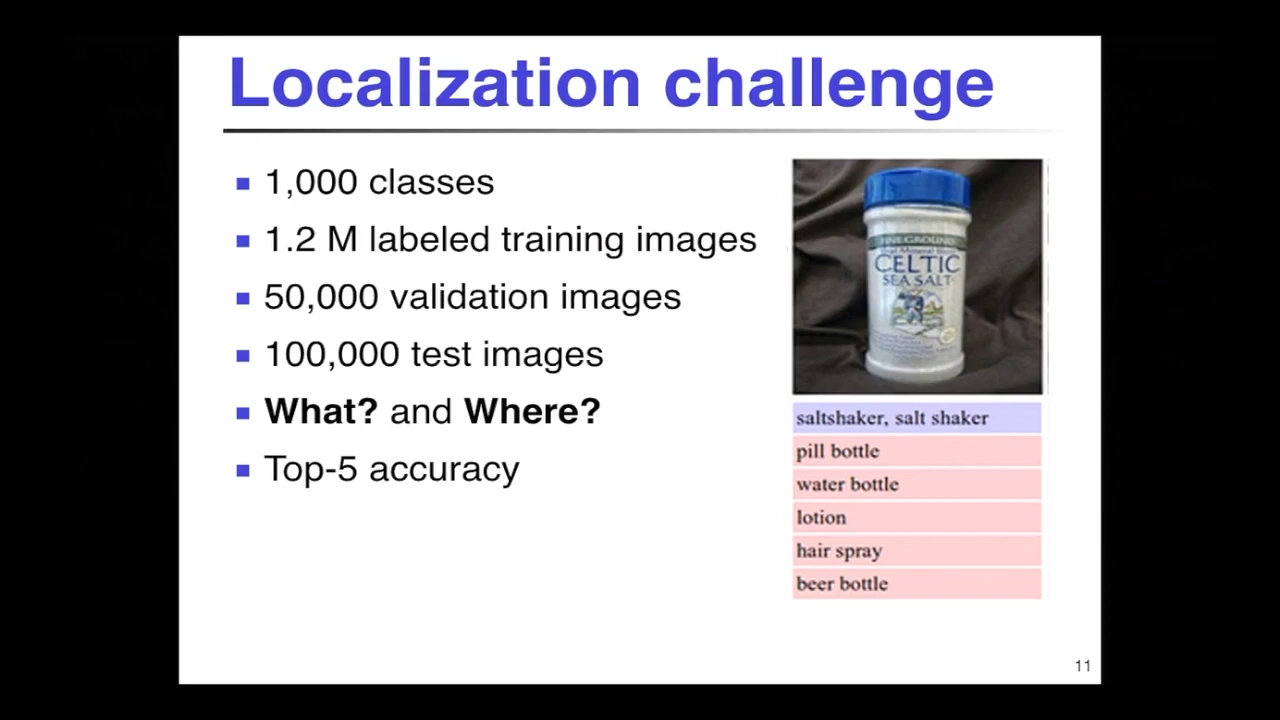 Localization challenge
1,000 classes
1.2 M labeled training images
50,000 validation images
100,000 test images
What? and Where?
Top-5 accuracy
FINE GROUND
CELTIC
SEA SALT
saltshaker, salt shaker
pill bottle
water bottle
lotion
hair spray
beer bottle
11